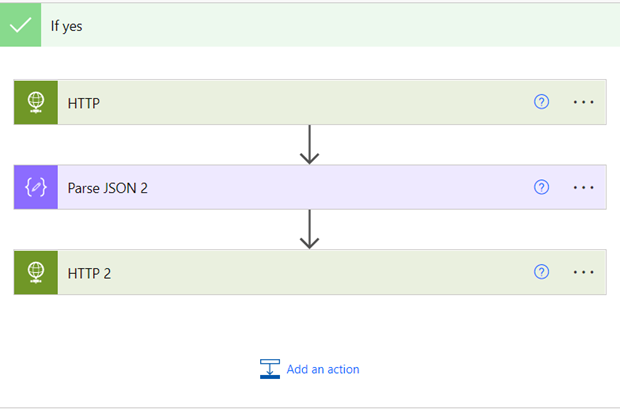 If yes
HTTP
Parse JSON 2
HTTP 2
Add an action